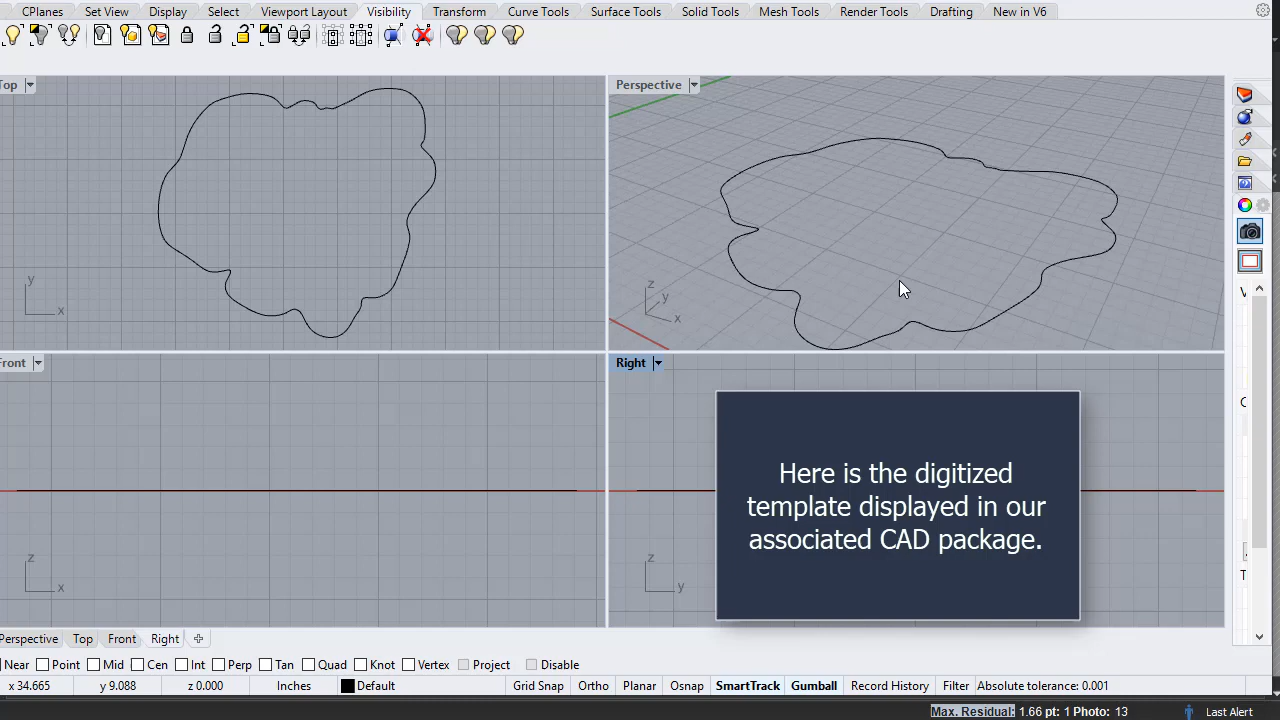 CPlanes Set View Display Select Viewport Layout Visibility Transform Curve Tools Surface Tools Solid Tools Mesh Tools Render Tools Drafting New in V6
Top
Perspective
y
x
z
y
x
Front
Right
Here is the digitized
template displayed in our
associated CAD package.
z
x
z
y
Perspective Top Front Right
Near Point Mid Cen Int Perp Tan Quad Knot Vertex Project Disable
x 34.665 y 9.088 z 0.000 Inches Default Grid Snap Ortho Planar Osnap SmartTrack Gumball Record History Filter Absolute tolerance: 0.001
Max. Residual: 1.66 pt: 1 Photo: 13 Last Alert